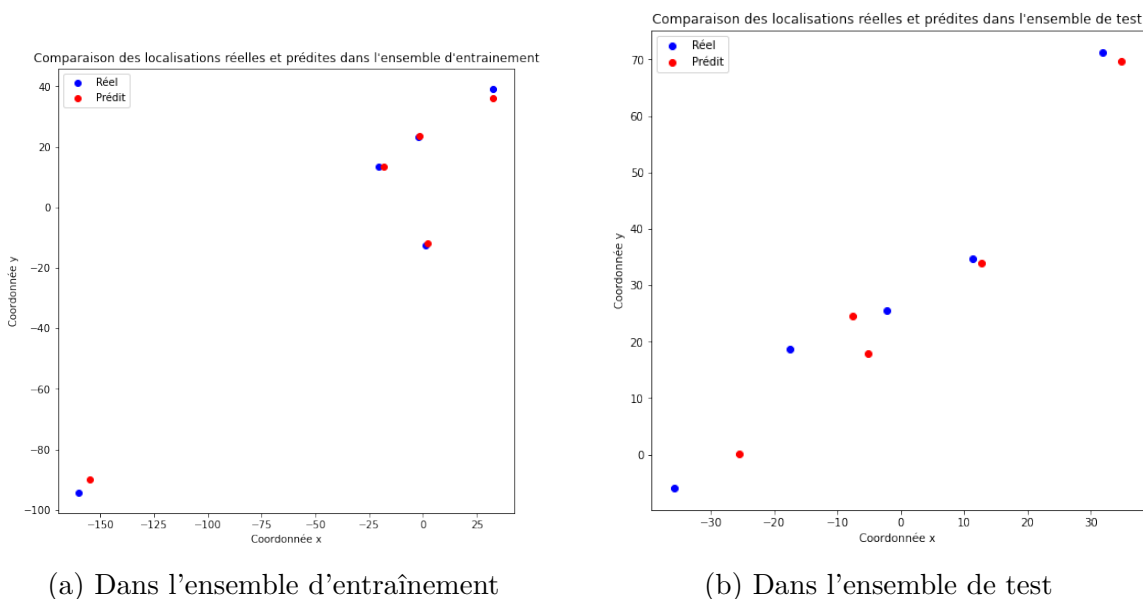 Comparaison des localisations réelles et prédites dans l'ensemble d'entrainement
Réel
Prédit
40
20
0
−20
−40
−60
−80
−100
−150
−125
−100
−75
−50
−25
0
25
Coordonnée x
Coordonnée y
(a) Dans l'ensemble d'entraînement
Comparaison des localisations réelles et prédites dans l'ensemble de test
Réel
Prédit
70
60
50
40
30
20
10
0
−30
−20
−10
0
10
20
30
Coordonnée x
Coordonnée y
(b) Dans l'ensemble de test